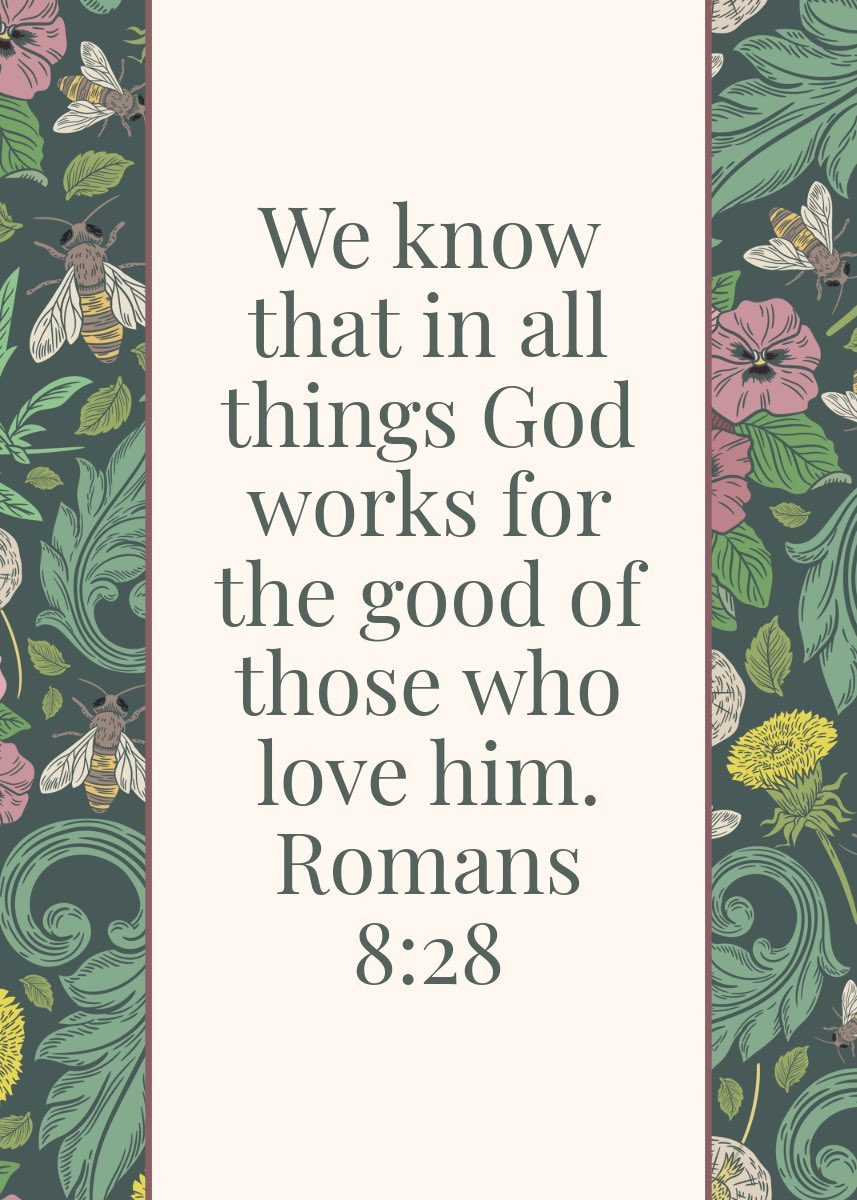 We know
that in all
things God
works for
the good of
those who
love him.
Romans
8:28